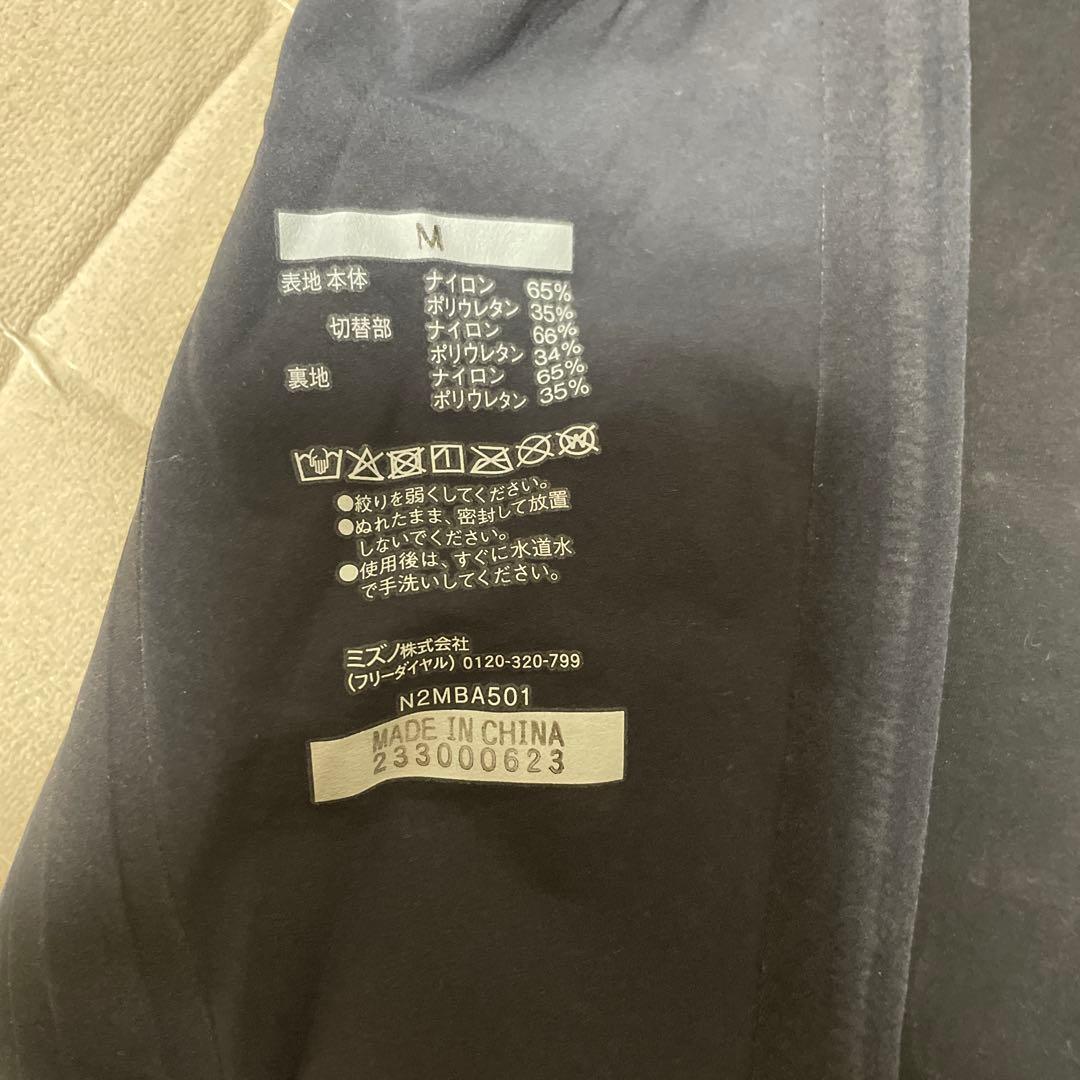 M
表地 本体 ナイロン 65%
ポリウレタン 35%
切替部 ナイロン 66%
ポリウレタン 34%
裏地 ナイロン 65%
ポリウレタン 35%
●絞りを弱くしてください。
●ぬれたまま、密封して放置
しないでください。
●使用後は、すぐに水道水
で手洗いしてください。
ミズノ株式会社
(フリーダイヤル) 0120-320-799
N2MBA501
MADE IN CHINA
233000623